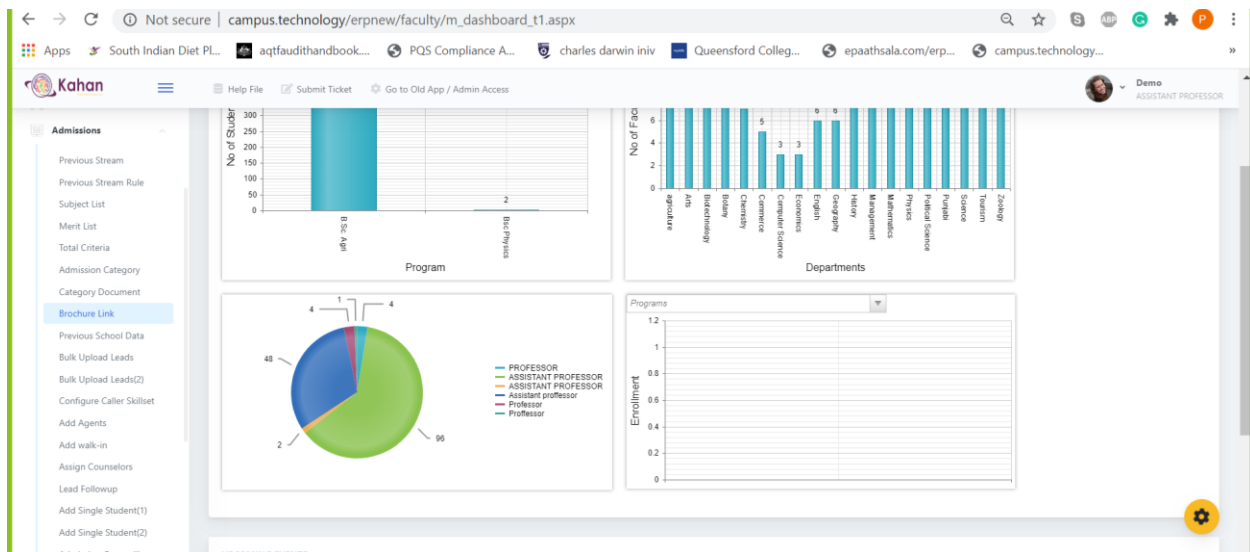 Not secure | campus.technology/erpnew/faculty/m_dashboard_t1.aspx
Apps South Indian Diet Pl... aqtfaudithandbook.... PQS Compliance A... charles darwin iniv Queensford Colleg... epaathsala.com/erp... campus.technology... »
Kahan Help File Submit Ticket Go to Old App / Admin Access Demo
ASSISTANT PROFESSOR
Admissions
Previous Stream
Previous Stream Rule
Subject List
Merit List
Total Criteria
Admission Category
Category Document
Brochure Link
Previous School Data
Bulk Upload Leads
Bulk Upload Leads(2)
Configure Caller Skillset
Add Agents
Add walk-in
Assign Counselors
Lead Followup
Add Single Student(1)
Add Single Student(2)
300
250
200
150
100
50
0
2
B.Sc Agri
Bsc Physics
Program
No of Fac
6
4
2
0
5
3
3
6
6
agriculture
Arts
Biotechnology
Botany
Chemistry
Commerce
Computer Science
Economics
English
Geography
History
Management
Mathematics
Physics
Political Science
Punjabi
Science
Tourism
Zoology
Departments
1
4
4
48
2
96
PROFESSOR
ASSISTANT PROFESSOR
ASSISTANT PROFESSOR
Assistant proffessor
Professor
Proffessor
Programs
1.2
1
0.8
0.6
0.4
0.2
0
Enrollment